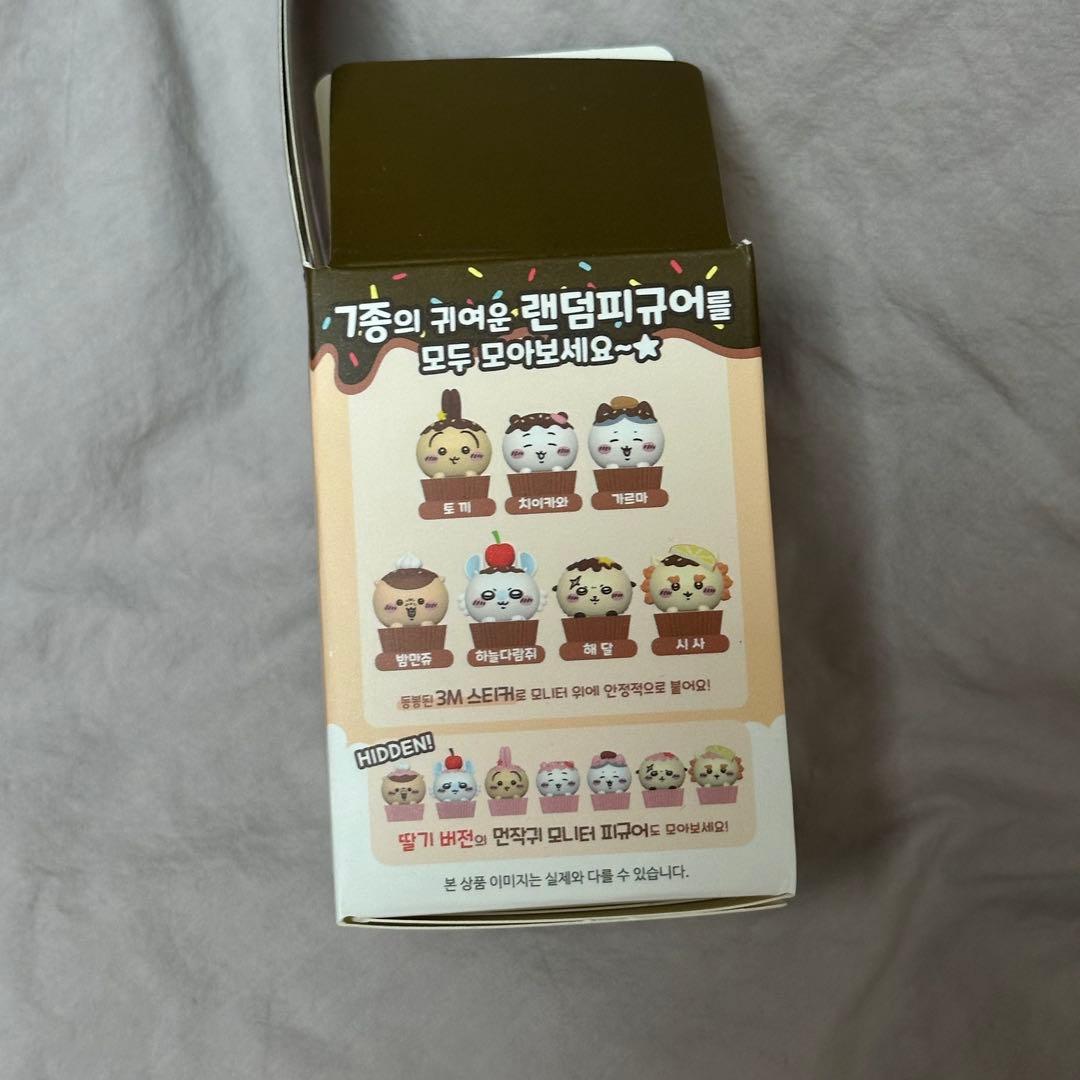 7종의 귀여운 랜덤피규어를
모두 모아보세요~★
토끼 치이카와 가르마
밤만쥬 하늘다람쥐 해달 시사
동봉된 3M 스티커로 모니터 위에 안정적으로 붙어요!
HIDDEN!
딸기 버전의 먼작귀 모니터 피규어도 모아보세요!
본 상품 이미지는 실제와 다를 수 있습니다.